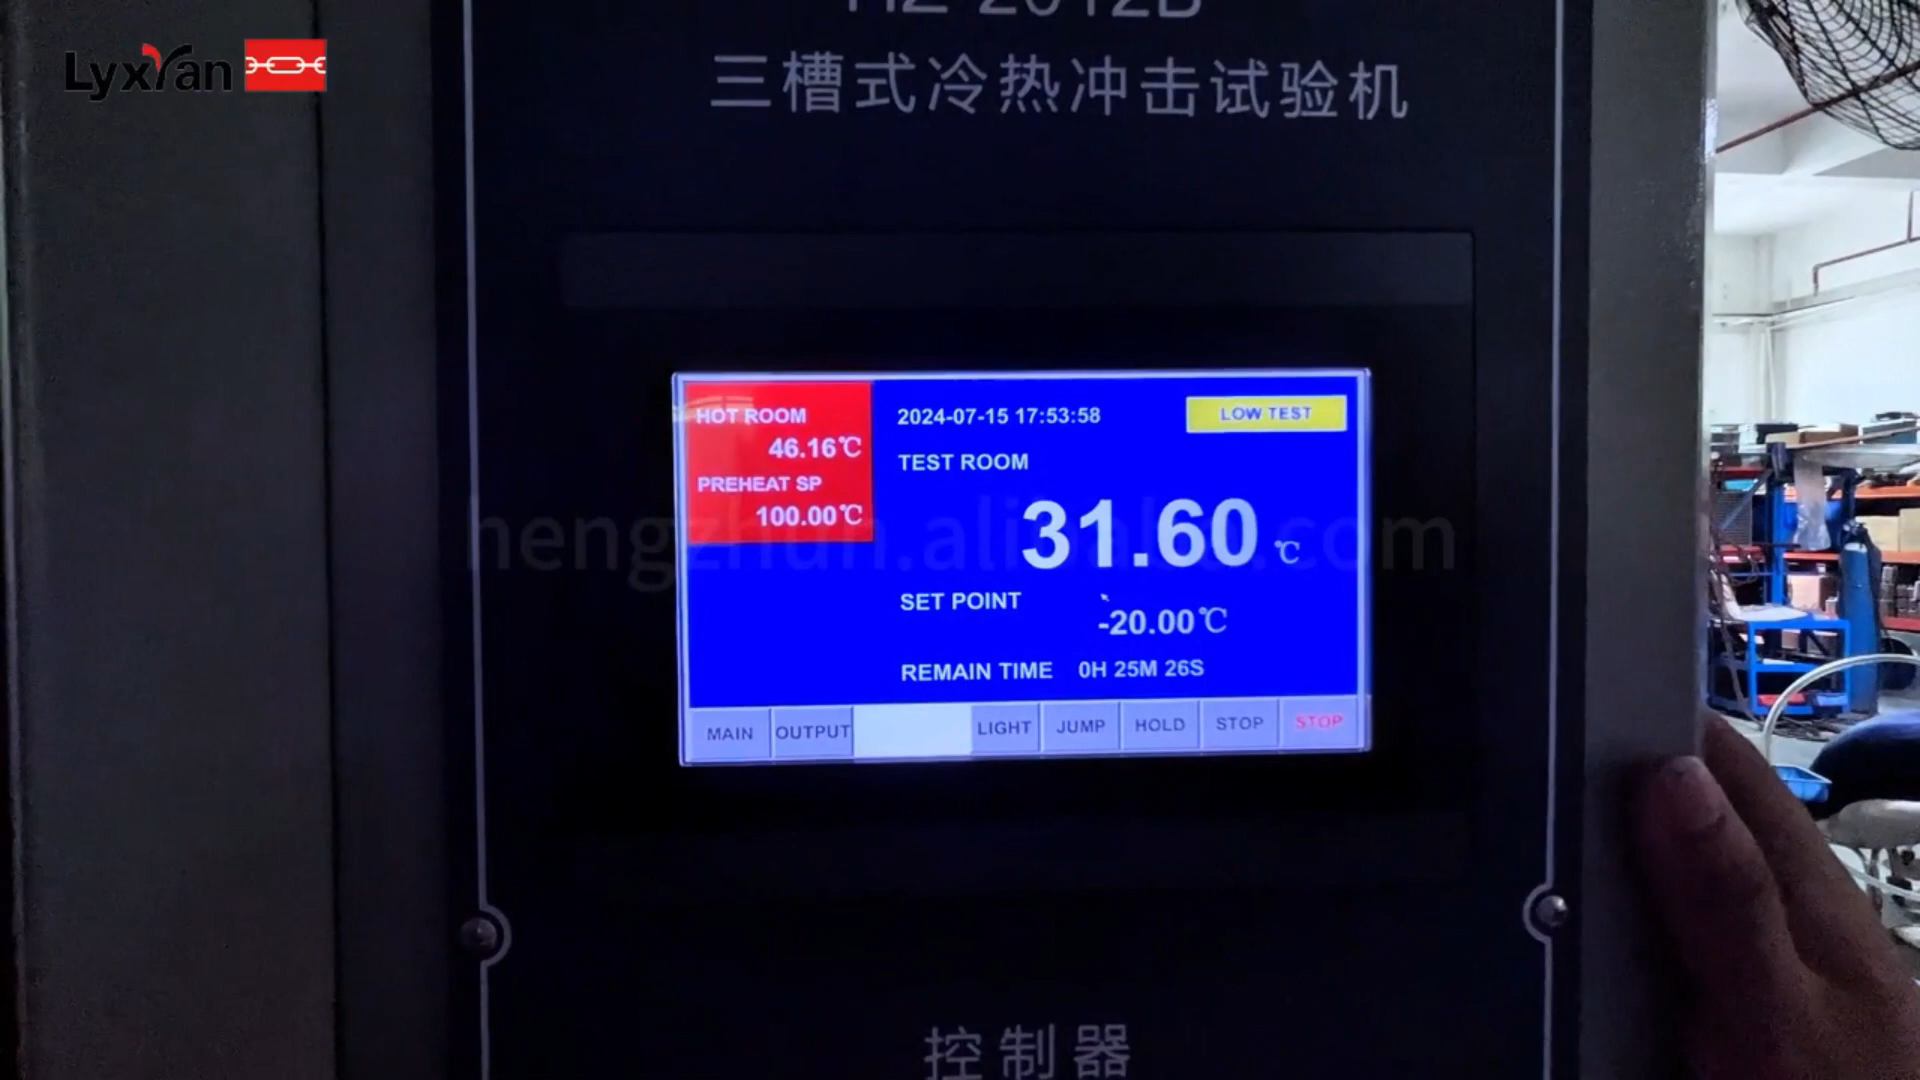 HZ-2012B
Lyxyan
三槽式冷热冲击试验机
HOT ROOM
46.16℃
PREHEAT SP
100.00℃
2024-07-15 17:53:58
LOW TEST
TEST ROOM
31.60 ℃
SET POINT
-20.00℃
REMAIN TIME 0H 25M 26S
MAIN OUTPUT LIGHT JUMP HOLD STOP STOP
hengzhun.alibaba.com
控制器